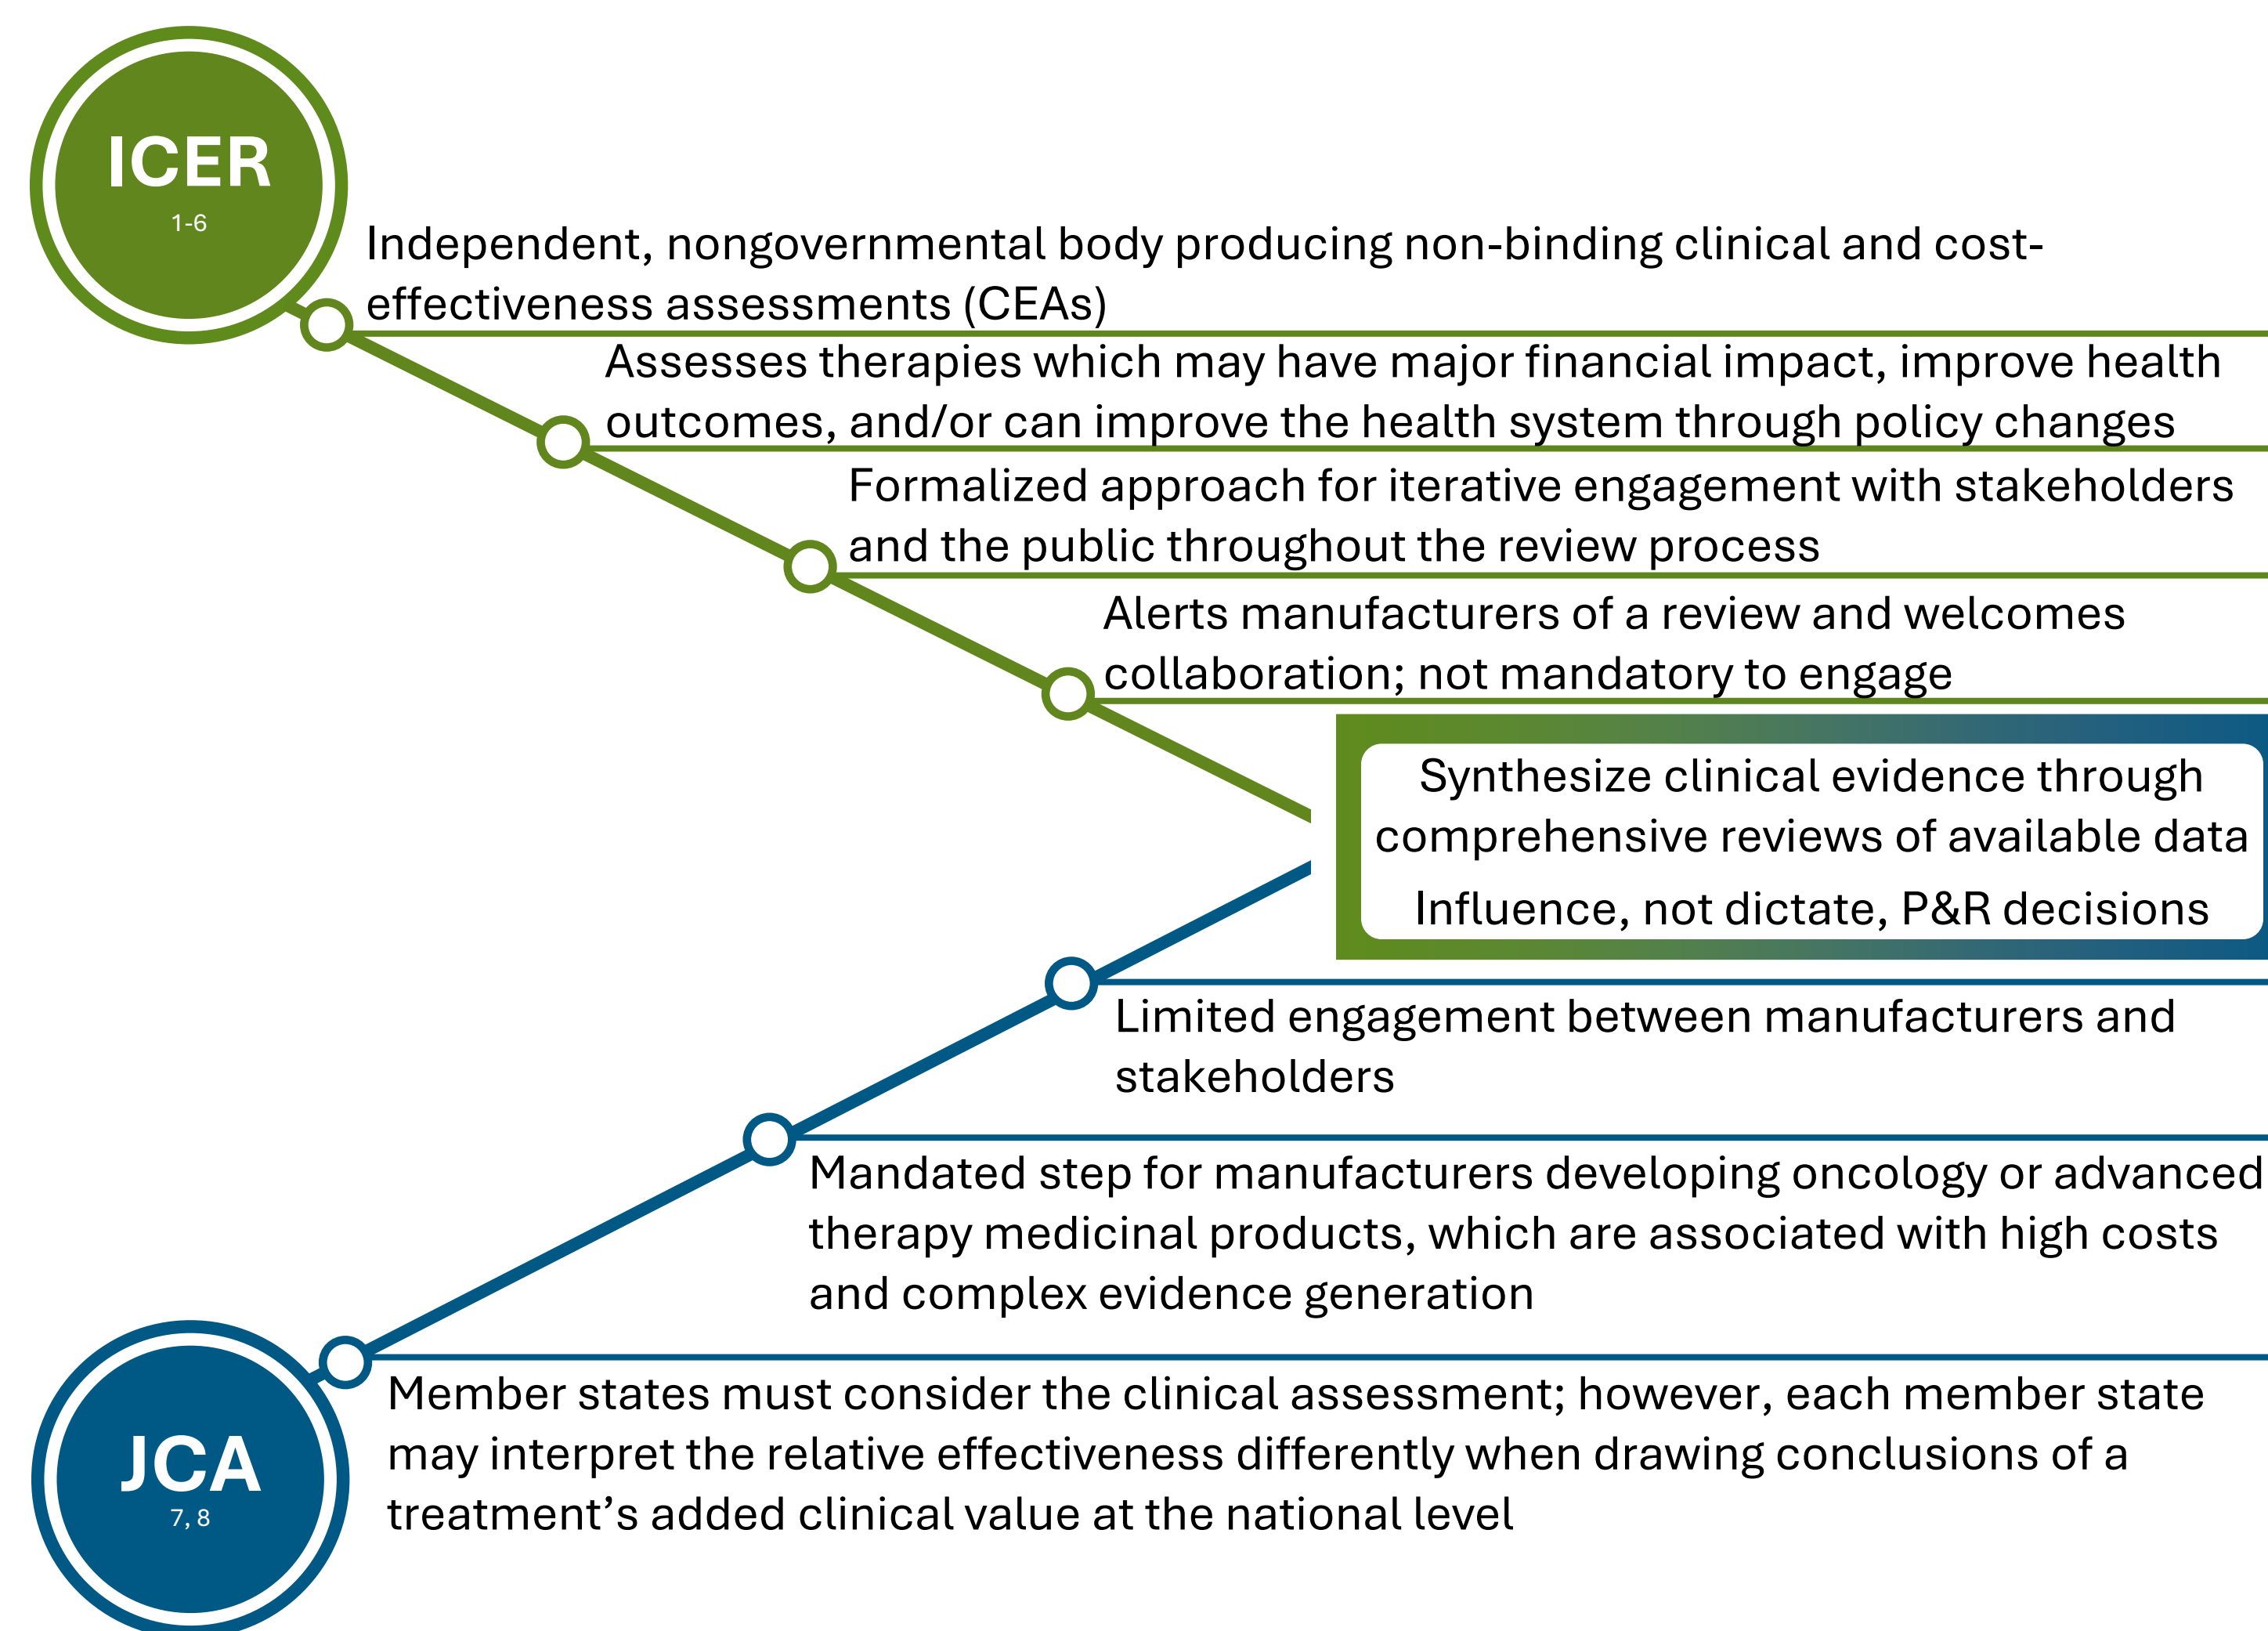 ICER
1-6
Independent, nongovernmental body producing non-binding clinical and cost-
effectiveness assessments (CEAs)
Assesses therapies which may have major financial impact, improve health
outcomes, and/or can improve the health system through policy changes
Formalized approach for iterative engagement with stakeholders
and the public throughout the review process
Alerts manufacturers of a review and welcomes
collaboration; not mandatory to engage
Synthesize clinical evidence through
comprehensive reviews of available data
Influence, not dictate, P&R decisions
Limited engagement between manufacturers and
stakeholders
Mandated step for manufacturers developing oncology or advanced
therapy medicinal products, which are associated with high costs
and complex evidence generation
JCA
7, 8
Member states must consider the clinical assessment; however, each member state
may interpret the relative effectiveness differently when drawing conclusions of a
treatment’s added clinical value at the national level